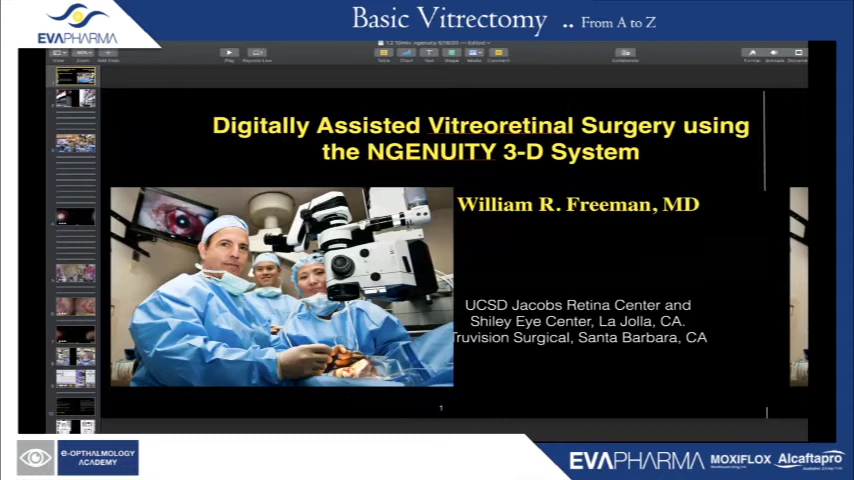 EVAPHARMA
Basic Vitrectomy .. From A to Z
Digitally Assisted Vitreoretinal Surgery using
the NGENUITY 3-D System
William R. Freeman, MD
UCSD Jacobs Retina Center and
Shiley Eye Center, La Jolla, CA.
Truvision Surgical, Santa Barbara, CA
1
e-OPTHALMOLOGY
ACADEMY
EVAPHARMA MOXIFLOX Alcaftapro